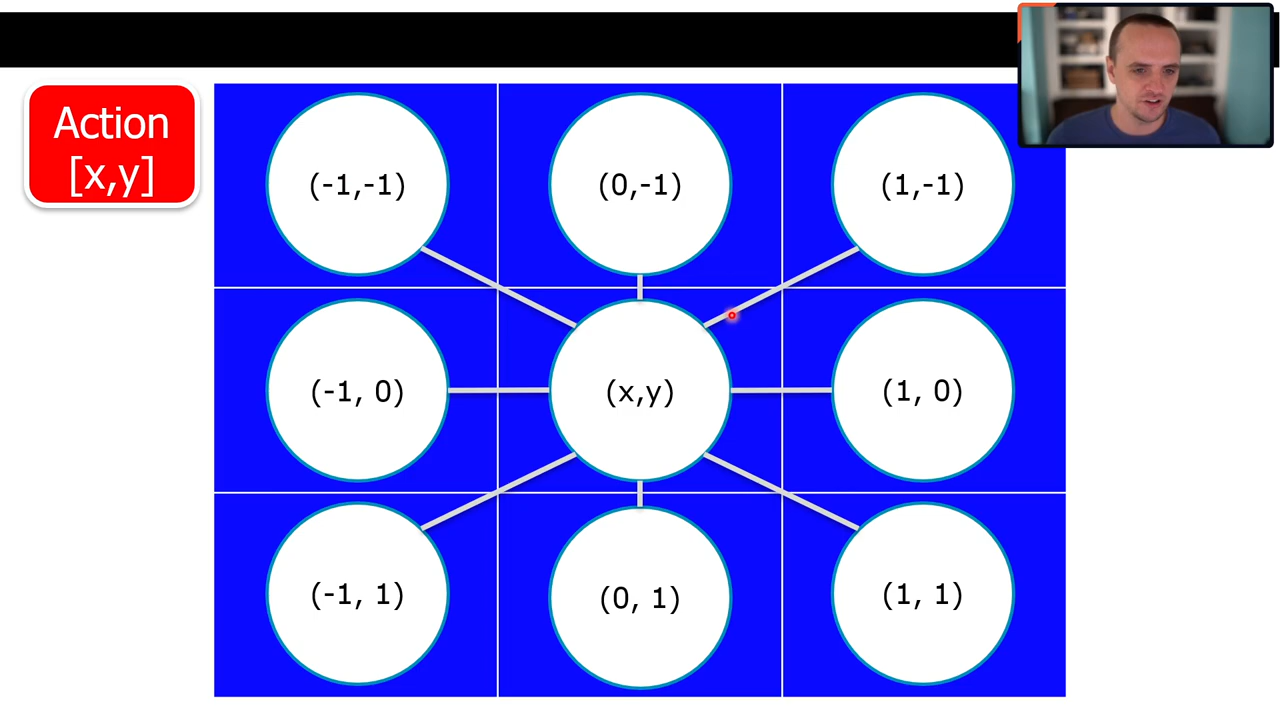 Action
[x,y]
(-1,-1)
(0,-1)
(1,-1)
(-1, 0)
(x,y)
(1, 0)
(-1, 1)
(0, 1)
(1, 1)